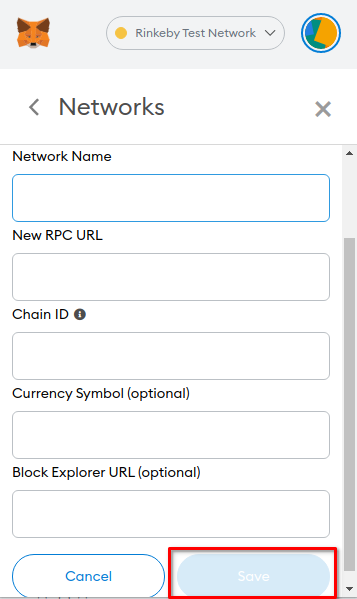 Rinkeby Test Network
Networks
Network Name
New RPC URL
Chain ID
Currency Symbol (optional)
Block Explorer URL (optional)
Cancel
Save